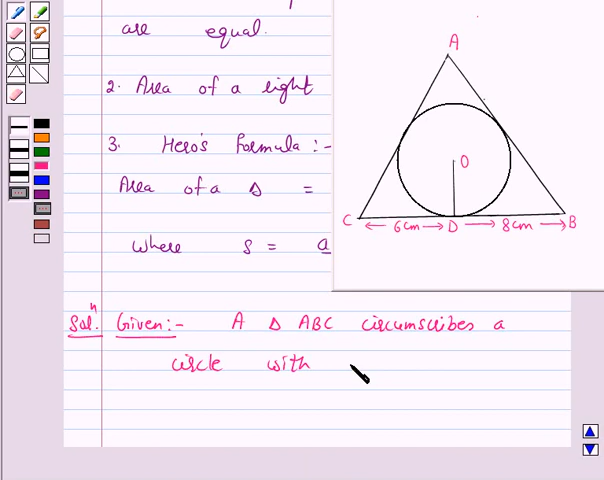 are equal.
2. Area of a right
3. Hero's Formula :-
Area of a Δ =
where s = a
Solⁿ. Given:- A Δ ABC circumscribes a
circle with
A
O
C ← 6cm → D → 8cm → B